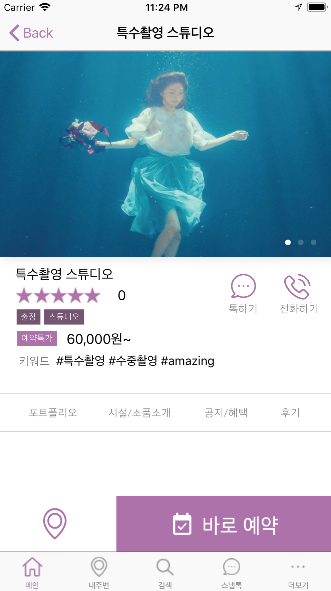 Carrier 11:24 PM
Back 특수촬영 스튜디오
특수촬영 스튜디오
0
출장 스튜디오
톡하기 전화하기
예약특가 60,000원~
키워드 #특수촬영 #수중촬영 #amazing
포트폴리오 시설/소품소개 공지/혜택 후기
바로 예약
메인 내주변 검색 스냅톡 더보기